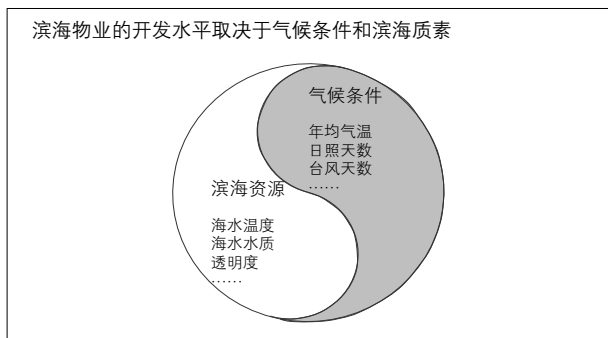 滨海物业的开发水平取决于气候条件和滨海质素
气候条件
年均气温
日照天数
台风天数
……
滨海资源
海水温度
海水水质
透明度
……